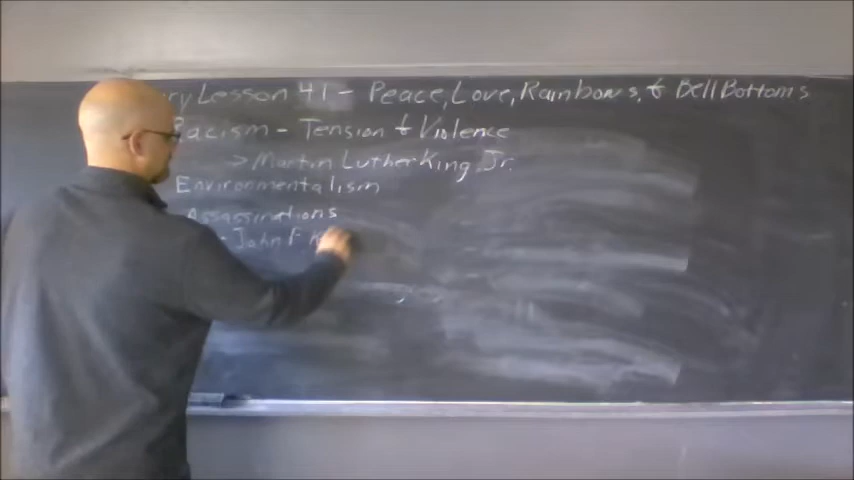 ry Lesson 41 - Peace, Love, Rainbows, & Bell Bottoms
Racism - Tension & Violence
> Martin Luther King, Jr.
Environmentalism
Assassinations
- John F K